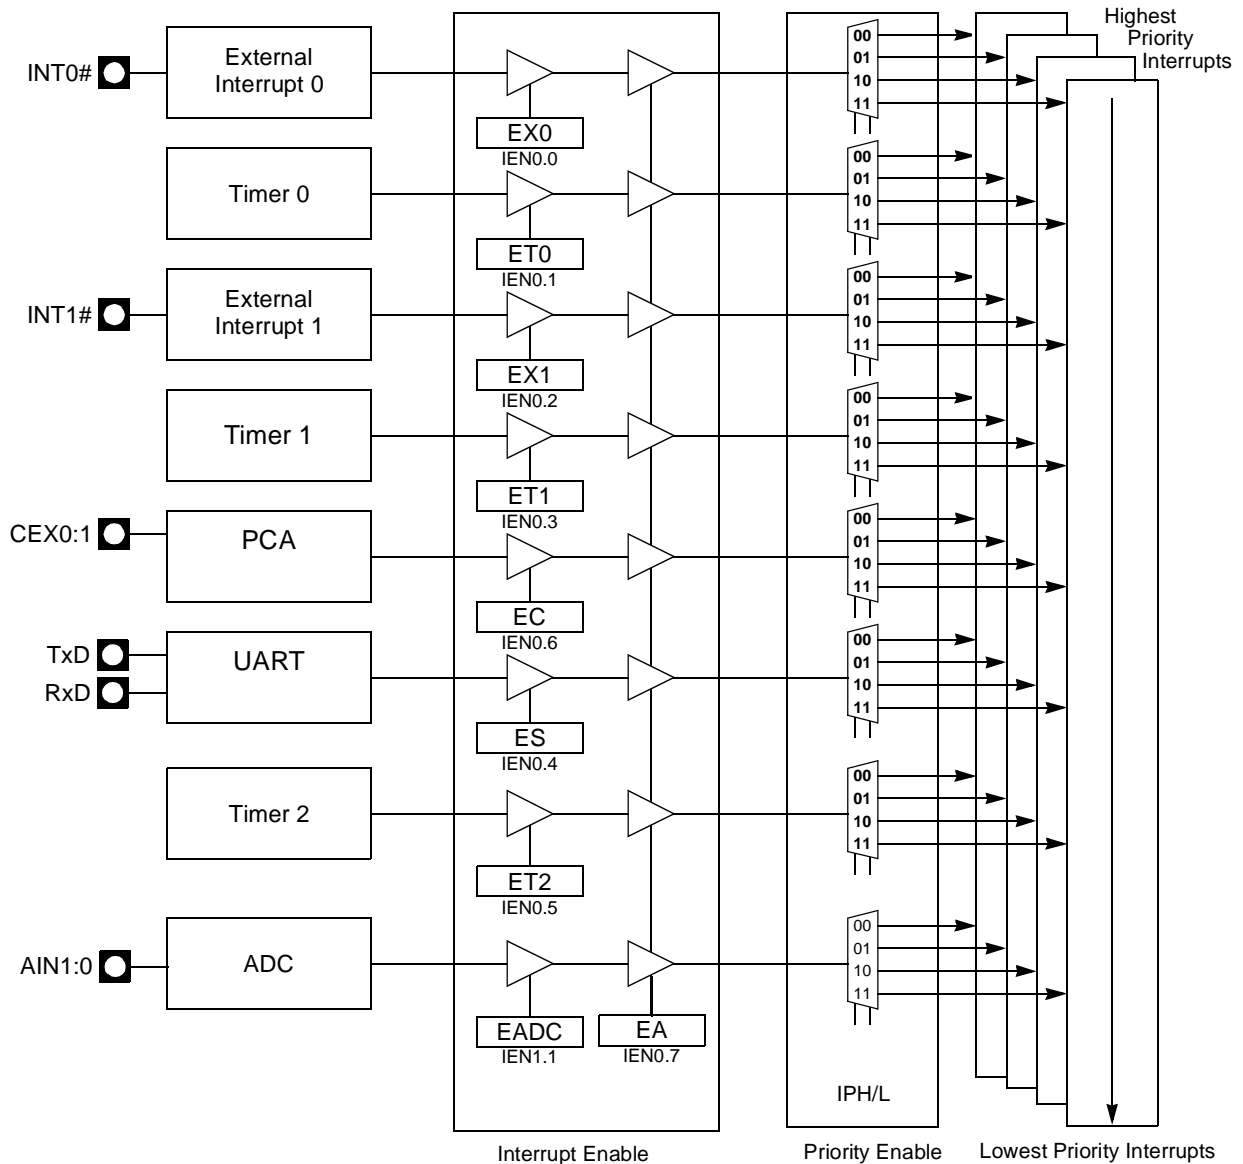 Highest
Priority
Interrupts
INT0#
External
Interrupt 0
EX0
IEN0.0
00
01
10
11
Timer 0
ET0
IEN0.1
00
01
10
11
INT1#
External
Interrupt 1
EX1
IEN0.2
00
01
10
11
Timer 1
ET1
IEN0.3
00
01
10
11
CEX0:1
PCA
EC
IEN0.6
00
01
10
11
TxD
RxD
UART
ES
IEN0.4
00
01
10
11
Timer 2
ET2
IEN0.5
00
01
10
11
AIN1:0
ADC
EADC
IEN1.1
EA
IEN0.7
00
01
10
11
IPH/L
Interrupt Enable
Priority Enable
Lowest Priority Interrupts